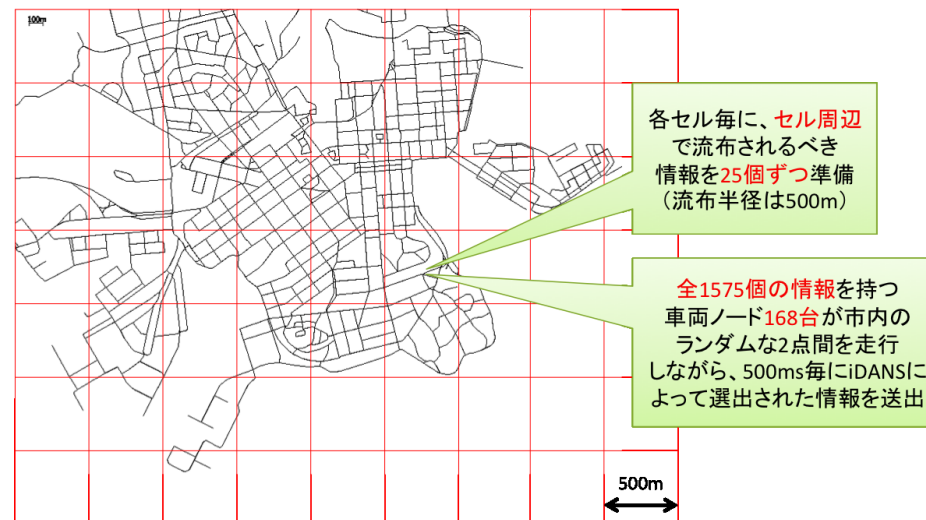 100m
各セル毎に、セル周辺
で流布されるべき
情報を25個ずつ準備
（流布半径は500m）
全1575個の情報を持つ
車両ノード168台が市内の
ランダムな2点間を走行
しながら、500ms毎にiDANSに
よって選出された情報を送出
500m